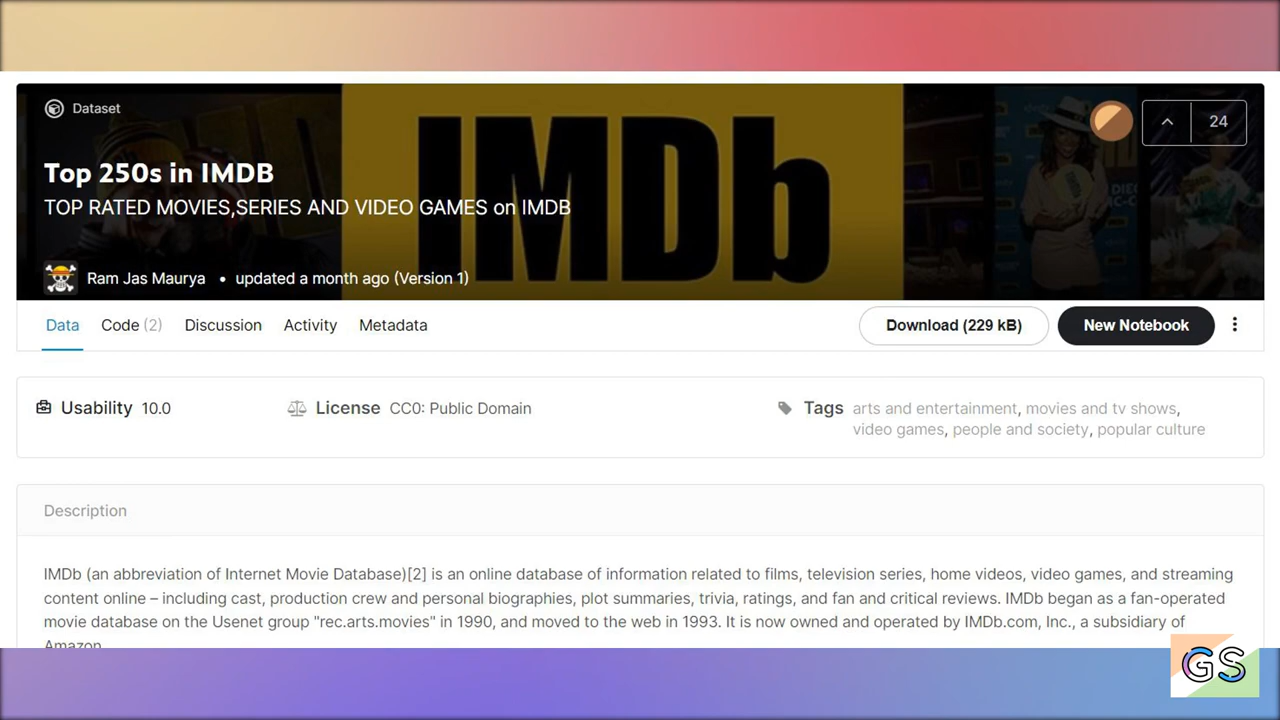 Dataset
24
IMDb
Top 250s in IMDB
TOP RATED MOVIES,SERIES AND VIDEO GAMES on IMDB
Ram Jas Maurya • updated a month ago (Version 1)
Data Code (2) Discussion Activity Metadata Download (229 kB) New Notebook
Usability 10.0 License CC0: Public Domain Tags arts and entertainment, movies and tv shows,
video games, people and society, popular culture
Description
IMDb (an abbreviation of Internet Movie Database)[2] is an online database of information related to films, television series, home videos, video games, and streaming
content online – including cast, production crew and personal biographies, plot summaries, trivia, ratings, and fan and critical reviews. IMDb began as a fan-operated
movie database on the Usenet group "rec.arts.movies" in 1990, and moved to the web in 1993. It is now owned and operated by IMDb.com, Inc., a subsidiary of
Amazon.
GS